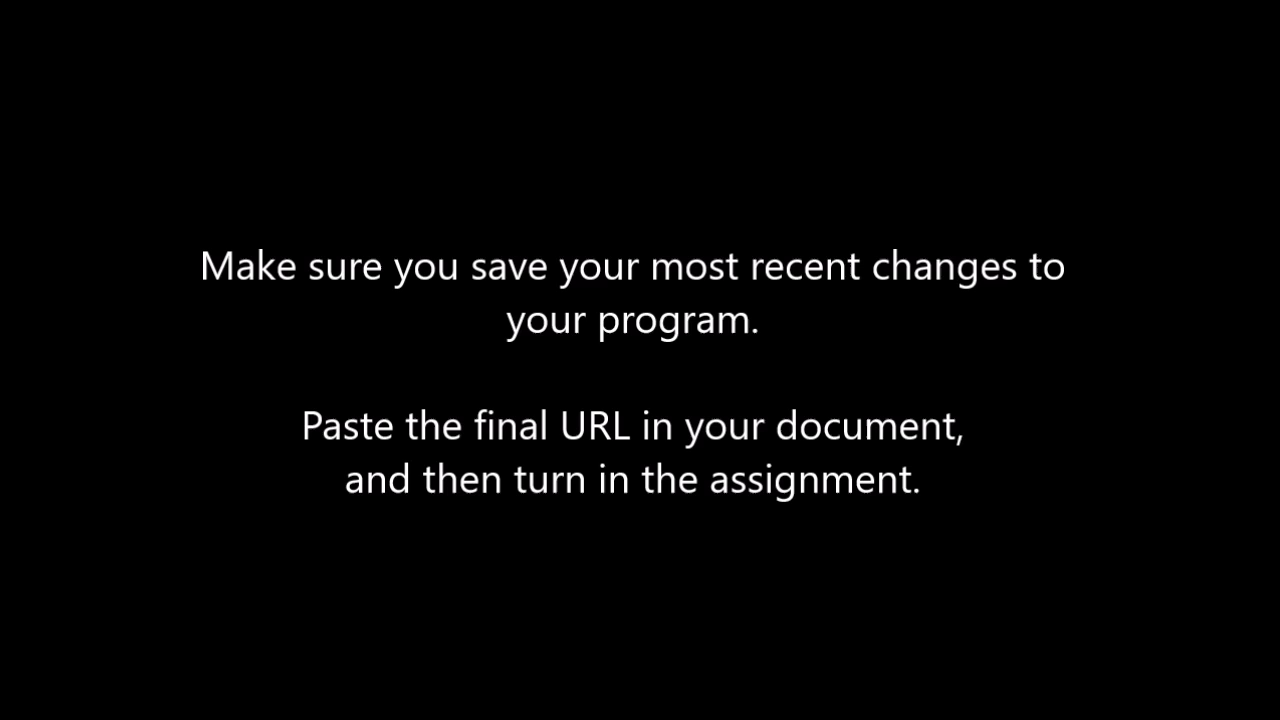 Make sure you save your most recent changes to
your program.
Paste the final URL in your document,
and then turn in the assignment.